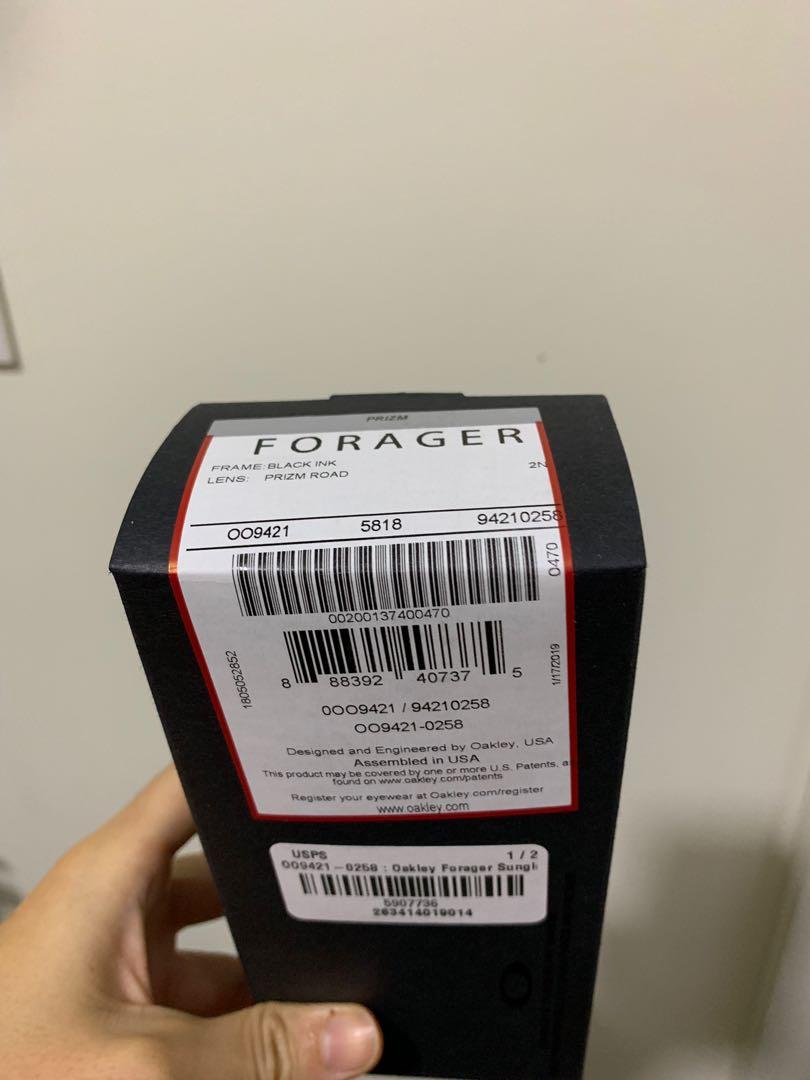 PRIZM
FORAGER
FRAME: BLACK INK
2N
LENS: PRIZM ROAD
OO9421 5818 94210258
0470
00200137400470
1805052852
8 88392 40737 5
1/17/2019
0OO9421 / 94210258
OO9421-0258
Designed and Engineered by Oakley, USA
Assembled in USA
This product may be covered by one or more U.S. Patents, as
found on www.oakley.com/patents
Register your eyewear at Oakley.com/register
www.oakley.com
USPS 1 / 2
OO9421-0258 : Oakley Forager Sungl
5907736
263414019014